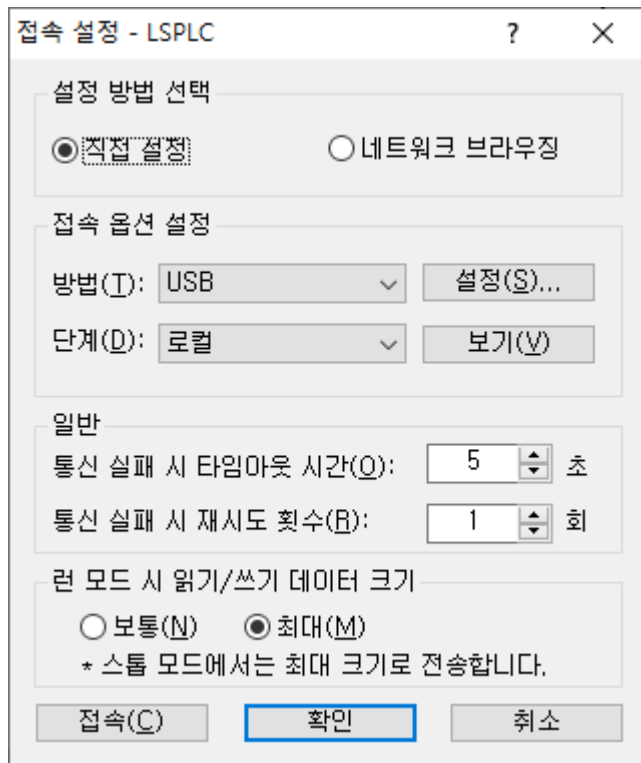 접속 설정 - LSPLC ? ×
설정 방법 선택
직접 설정 네트워크 브라우징
접속 옵션 설정
방법(T): USB 설정(S)...
단계(D): 로컬 보기(V)
일반
통신 실패 시 타임아웃 시간(O): 5 초
통신 실패 시 재시도 횟수(R): 1 회
런 모드 시 읽기/쓰기 데이터 크기
보통(N) 최대(M)
* 스톱 모드에서는 최대 크기로 전송합니다.
접속(C) 확인 취소